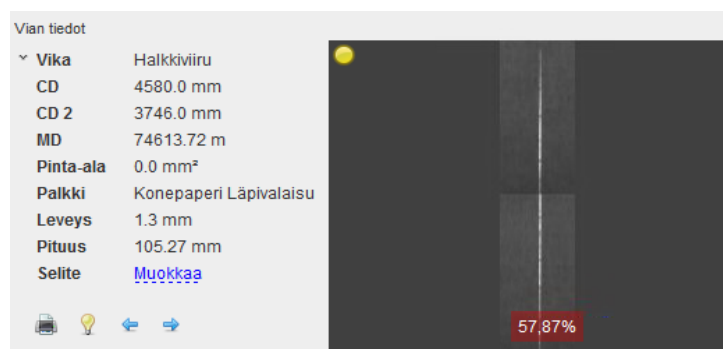 Vian tiedot
Vika Halkkiviiru
CD 4580.0 mm
CD 2 3746.0 mm
MD 74613.72 m
Pinta-ala 0.0 mm²
Palkki Konepaperi Läpivalaisu
Leveys 1.3 mm
Pituus 105.27 mm
Selite Muokkaa
57,87%